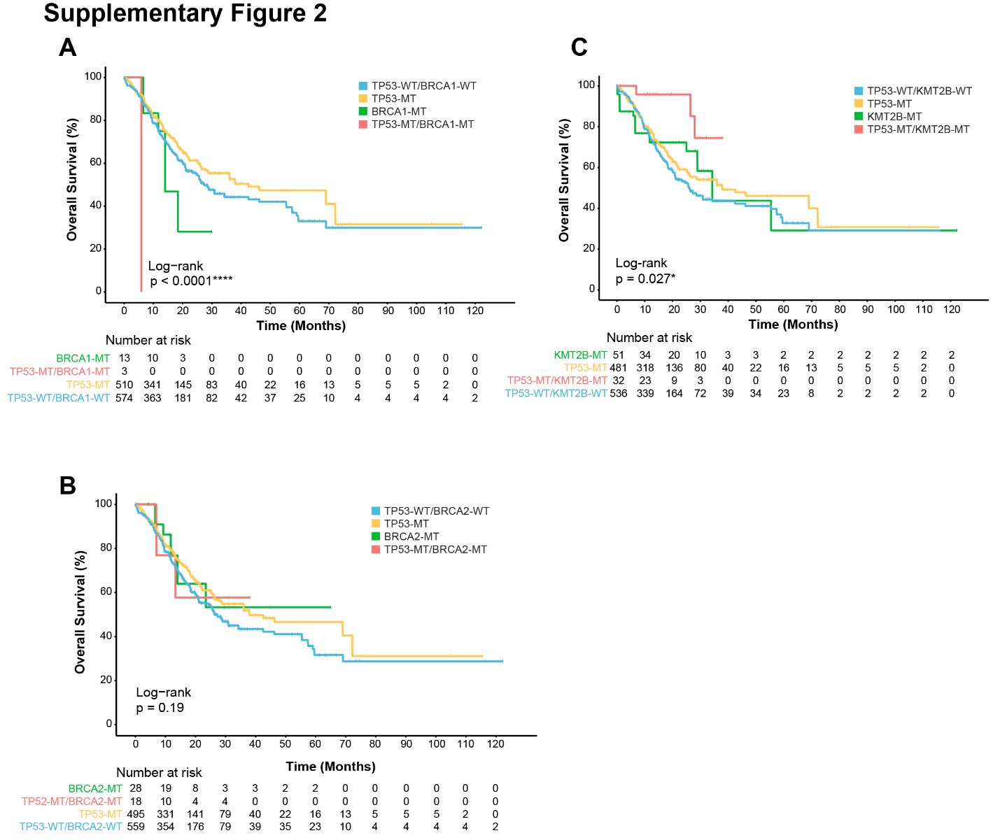 Supplementary Figure 2
A
Overall Survival (%)
100
80
60
40
20
0
TP53-WT/BRCA1-WT
TP53-MT
BRCA1-MT
TP53-MT/BRCA1-MT
Log−rank
p < 0.0001****
0 10 20 30 40 50 60 70 80 90 100 110 120
Time (Months)
Number at risk
BRCA1-MT 13 10 3 0 0 0 0 0 0 0 0 0 0
TP53-MT/BRCA1-MT 3 0 0 0 0 0 0 0 0 0 0 0 0
TP53-MT 510 341 145 83 40 22 16 13 5 5 5 2 0
TP53-WT/BRCA1-WT 574 363 181 82 42 37 25 10 4 4 4 4 2
C
Overall Survival (%)
100
80
60
40
20
0
TP53-WT/KMT2B-WT
TP53-MT
KMT2B-MT
TP53-MT/KMT2B-MT
Log-rank
p = 0.027*
0 10 20 30 40 50 60 70 80 90 100 110 120
Time (Months)
Number at risk
KMT2B-MT 51 34 20 10 3 3 2 2 2 2 2 2 2
TP53-MT 481 318 136 80 40 22 16 13 5 5 5 2 0
TP53-MT/KMT2B-MT 32 23 9 3 0 0 0 0 0 0 0 0 0
TP53-WT/KMT2B-WT 536 339 164 72 39 34 23 8 2 2 2 2 0
B
Overall Survival (%)
100
80
60
40
20
0
TP53-WT/BRCA2-WT
TP53-MT
BRCA2-MT
TP53-MT/BRCA2-MT
Log−rank
p = 0.19
0 10 20 30 40 50 60 70 80 90 100 110 120
Time (Months)
Number at risk
BRCA2-MT 28 19 8 3 3 2 2 0 0 0 0 0 0
TP52-MT/BRCA2-MT 18 10 4 4 0 0 0 0 0 0 0 0 0
TP53-MT 495 331 141 79 40 22 16 13 5 5 5 2 0
TP53-WT/BRCA2-WT 559 354 176 79 39 35 23 10 4 4 4 4 2